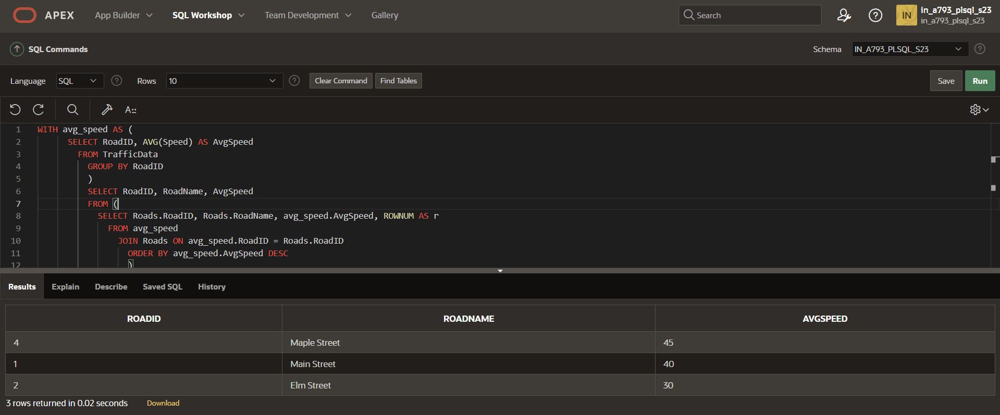 APEX App Builder SQL Workshop Team Development Gallery Search IN in_a793_plsql_s23
in_a793_plsql_s23
SQL Commands Schema IN_A793_PLSQL_S23 ?
Language SQL ? Rows 10 ? Clear Command Find Tables Save Run
A::
1 WITH avg_speed AS (
2 SELECT RoadID, AVG(Speed) AS AvgSpeed
3 FROM TrafficData
4 GROUP BY RoadID
5 )
6 SELECT RoadID, RoadName, AvgSpeed
7 FROM (
8 SELECT Roads.RoadID, Roads.RoadName, avg_speed.AvgSpeed, ROWNUM AS r
9 FROM avg_speed
10 JOIN Roads ON avg_speed.RoadID = Roads.RoadID
11 ORDER BY avg_speed.AvgSpeed DESC
12 )
Results Explain Describe Saved SQL History
ROADID ROADNAME AVGSPEED
4 Maple Street 45
1 Main Street 40
2 Elm Street 30
3 rows returned in 0.02 seconds Download